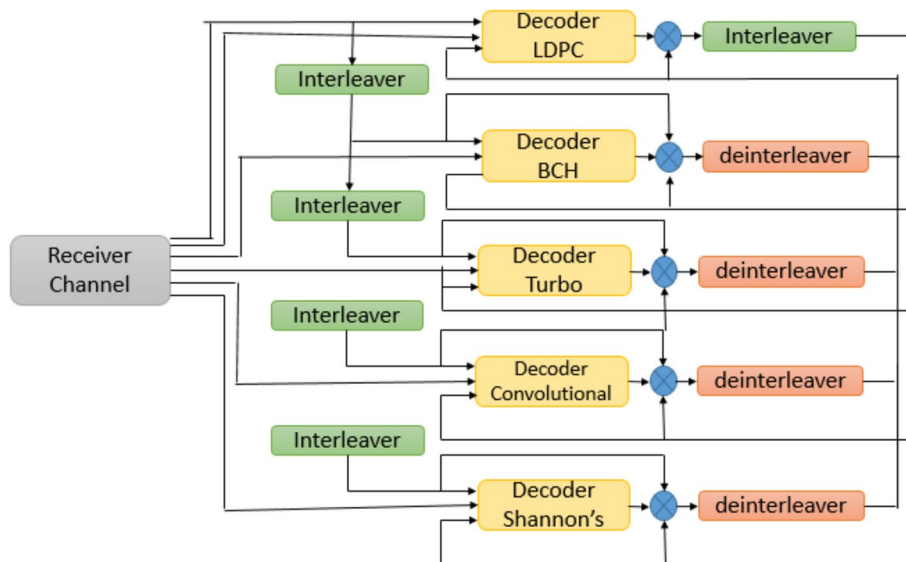 Decoder
LDPC
Interleaver
Interleaver
Decoder
BCH
deinterleaver
Interleaver
Receiver
Channel
Decoder
Turbo
deinterleaver
Interleaver
Decoder
Convolutional
deinterleaver
Interleaver
Decoder
Shannon's
deinterleaver